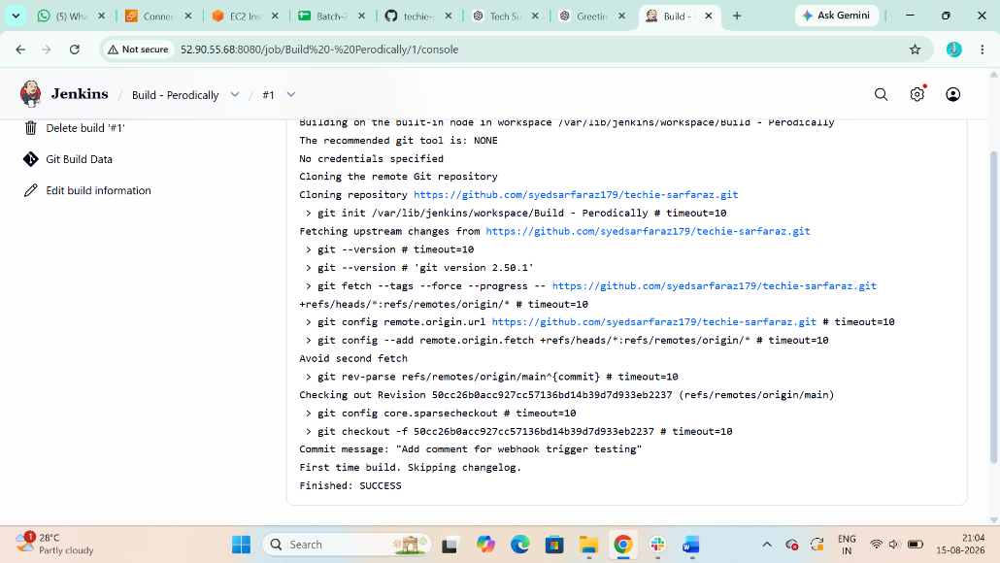 (5) Wha
Connec
EC2 Ins
Batch-2
techie-s
Tech Su
Greetin
Build -
Ask Gemini
Not secure
52.90.55.68:8080/job/Build%20-%20Perodically/1/console
Jenkins / Build - Perodically / #1
Delete build '#1'
Git Build Data
Edit build information
Building on the built-in node in workspace /var/lib/jenkins/workspace/Build - Perodically
The recommended git tool is: NONE
No credentials specified
Cloning the remote Git repository
Cloning repository https://github.com/syedsarfaraz179/techie-sarfaraz.git
> git init /var/lib/jenkins/workspace/Build - Perodically # timeout=10
Fetching upstream changes from https://github.com/syedsarfaraz179/techie-sarfaraz.git
> git --version # timeout=10
> git --version # 'git version 2.50.1'
> git fetch --tags --force --progress -- https://github.com/syedsarfaraz179/techie-sarfaraz.git
+refs/heads/*:refs/remotes/origin/* # timeout=10
> git config remote.origin.url https://github.com/syedsarfaraz179/techie-sarfaraz.git # timeout=10
> git config --add remote.origin.fetch +refs/heads/*:refs/remotes/origin/* # timeout=10
Avoid second fetch
> git rev-parse refs/remotes/origin/main^{commit} # timeout=10
Checking out Revision 50cc26b0acc927cc57136bd14b39d7d933eb2237 (refs/remotes/origin/main)
> git config core.sparsecheckout # timeout=10
> git checkout -f 50cc26b0acc927cc57136bd14b39d7d933eb2237 # timeout=10
Commit message: "Add comment for webhook trigger testing"
First time build. Skipping changelog.
Finished: SUCCESS
1
28°C
Partly cloudy
Search
ENG
IN
21:04
15-08-2026